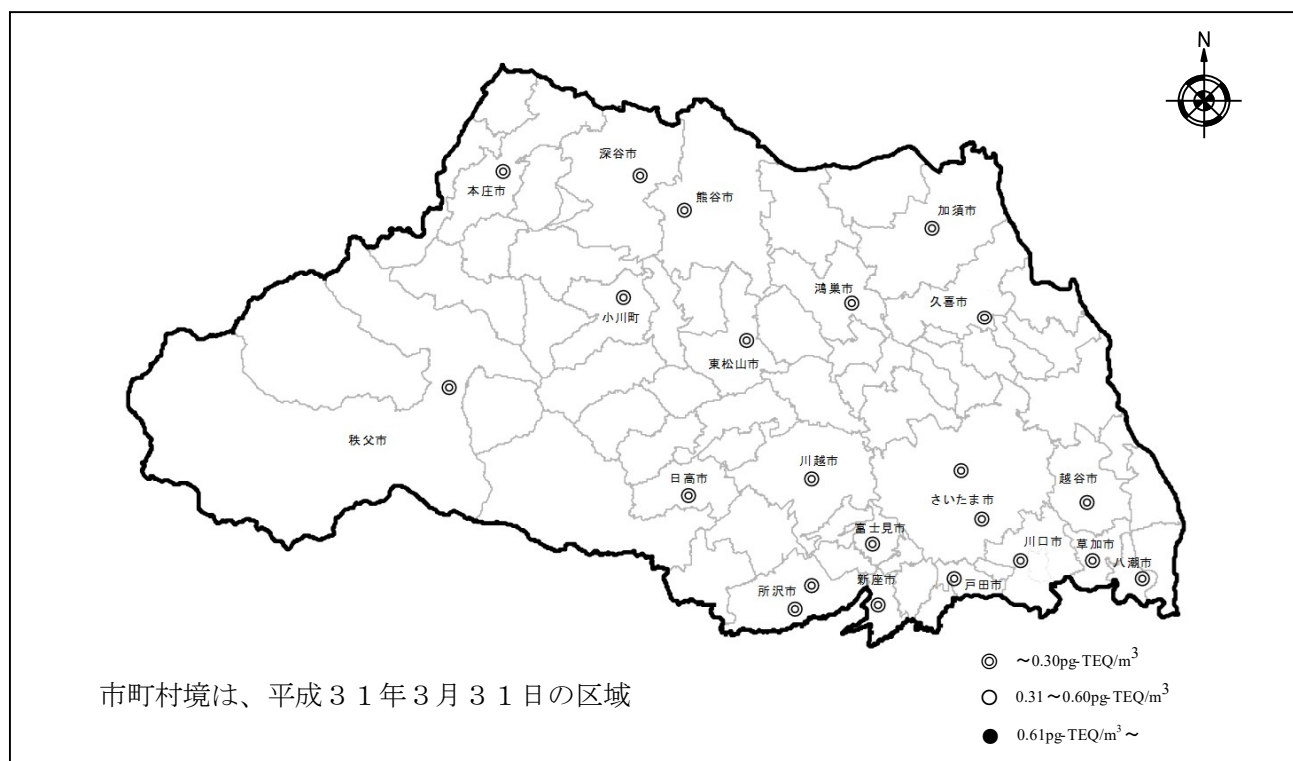 N
深谷市
本庄市
熊谷市
加須市
鴻巣市
久喜市
小川町
東松山市
秩父市
川越市
日高市
越谷市
さいたま市
富士見市
川口市
草加市
八潮市
所沢市
新座市
戸田市
◎ ～0.30pg-TEQ/m³
○ 0.31～0.60pg-TEQ/m³
● 0.61pg-TEQ/m³～
市町村境は、平成３１年３月３１日の区域